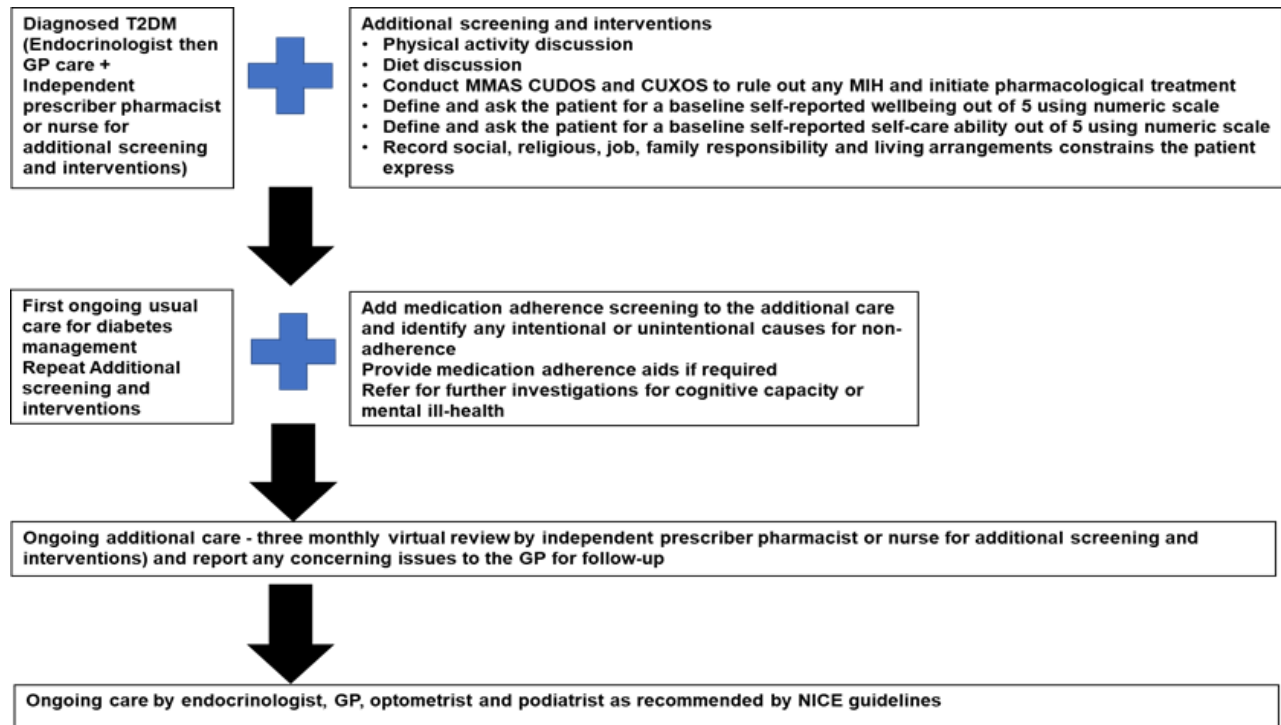 Diagnosed T2DM
(Endocrinologist then
GP care +
Independent
prescriber pharmacist
or nurse for
additional screening
and interventions)
Additional screening and interventions
• Physical activity discussion
• Diet discussion
• Conduct MMAS CUDOS and CUXOS to rule out any MIH and initiate pharmacological treatment
• Define and ask the patient for a baseline self-reported wellbeing out of 5 using numeric scale
• Define and ask the patient for a baseline self-reported self-care ability out of 5 using numeric scale
• Record social, religious, job, family responsibility and living arrangements constrains the patient
express
First ongoing usual
care for diabetes
management
Repeat Additional
screening and
interventions
Add medication adherence screening to the additional care
and identify any intentional or unintentional causes for non-
adherence
Provide medication adherence aids if required
Refer for further investigations for cognitive capacity or
mental ill-health
Ongoing additional care - three monthly virtual review by independent prescriber pharmacist or nurse for additional screening and
interventions) and report any concerning issues to the GP for follow-up
Ongoing care by endocrinologist, GP, optometrist and podiatrist as recommended by NICE guidelines